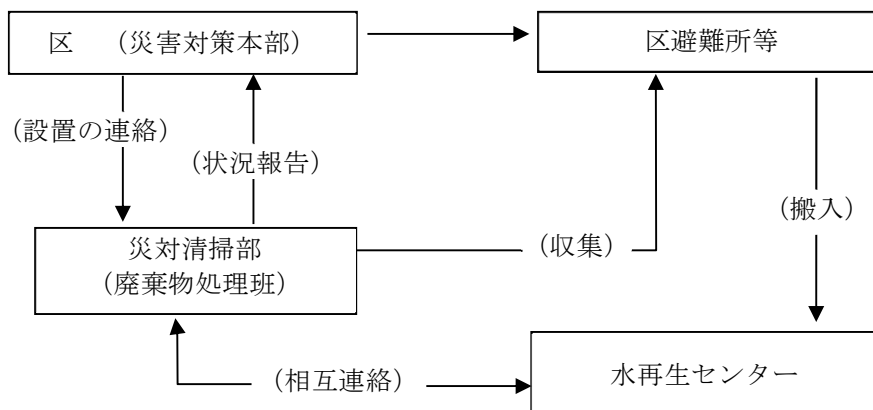 区　（災害対策本部）
区避難所等
（設置の連絡）
（状況報告）
（搬入）
災対清掃部
（廃棄物処理班）
（収集）
（相互連絡）
水再生センター